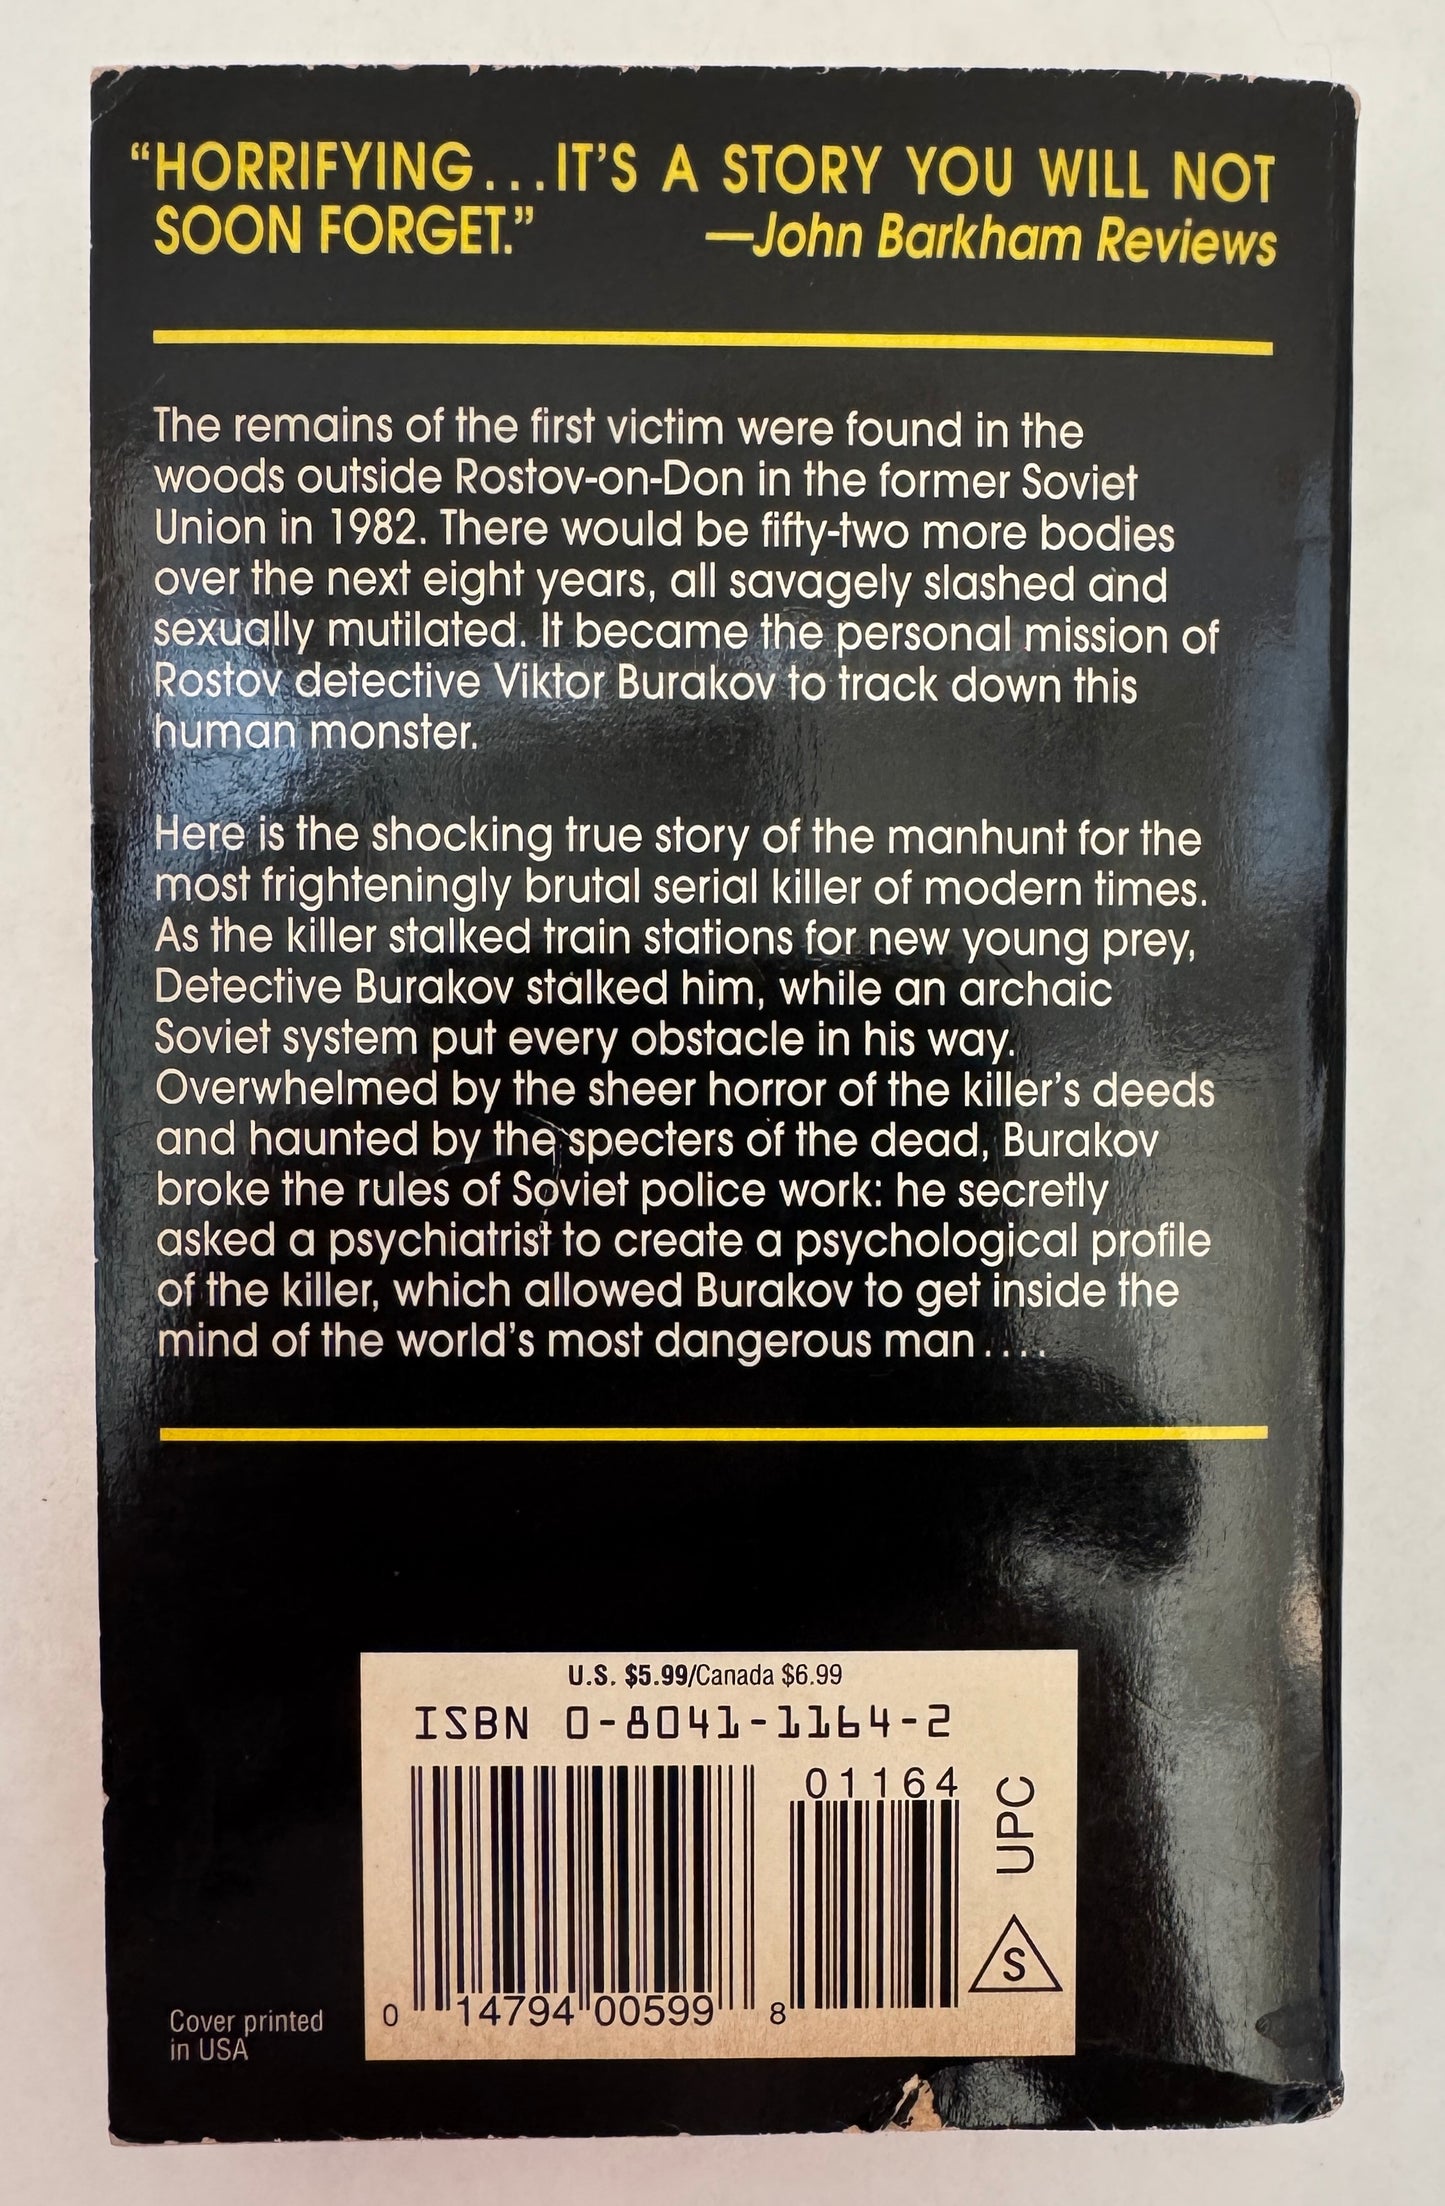 “HORRIFYING...IT’S A STORY YOU WILL NOT
SOON FORGET.” —John Barkham Reviews
The remains of the first victim were found in the
woods outside Rostov-on-Don in the former Soviet
Union in 1982. There would be fifty-two more bodies
over the next eight years, all savagely slashed and
sexually mutilated. It became the personal mission of
Rostov detective Viktor Burakov to track down this
human monster.
Here is the shocking true story of the manhunt for the
most frighteningly brutal serial killer of modern times.
As the killer stalked train stations for new young prey,
Detective Burakov stalked him, while an archaic
Soviet system put every obstacle in his way.
Overwhelmed by the sheer horror of the killer’s deeds
and haunted by the specters of the dead, Burakov
broke the rules of Soviet police work: he secretly
asked a psychiatrist to create a psychological profile
of the killer, which allowed Burakov to get inside the
mind of the world’s most dangerous man....
U.S. $5.99/Canada $6.99
ISBN 0-8041-1164-2
01164
UPC
S
0 14794 00599 8
Cover printed
in USA